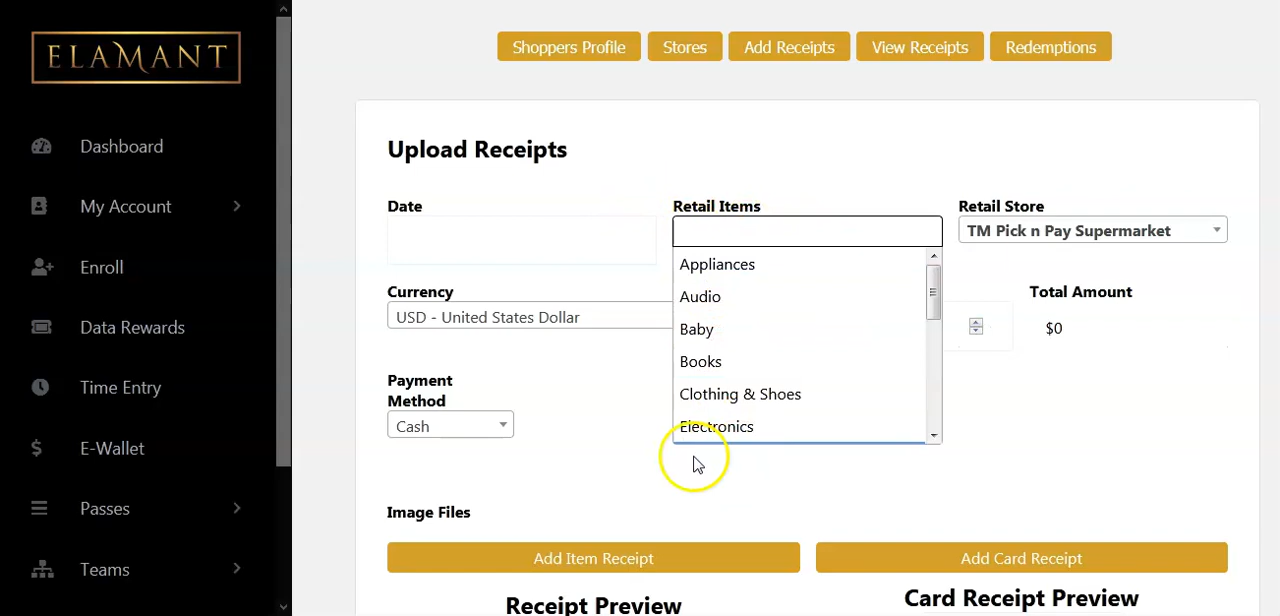 ELAMANT
Dashboard
My Account
Enroll
Data Rewards
Time Entry
E-Wallet
Passes
Teams
Shoppers Profile
Stores
Add Receipts
View Receipts
Redemptions
Upload Receipts
Date
Retail Items
Retail Store
TM Pick n Pay Supermarket
Appliances
Audio
Baby
Books
Clothing & Shoes
Electronics
Currency
USD - United States Dollar
Total Amount
$0
Payment
Method
Cash
Image Files
Add Item Receipt
Add Card Receipt
Receipt Preview
Card Receipt Preview